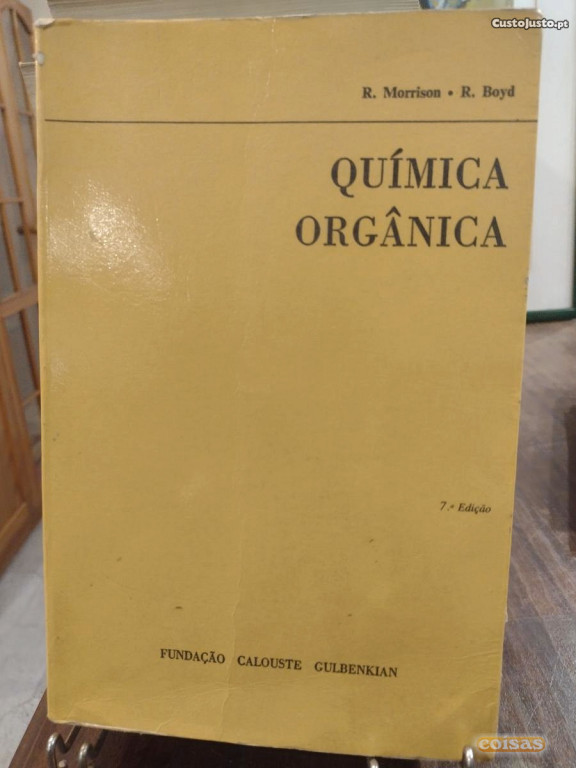 CustoJusto.pt
R. Morrison • R. Boyd
QUÍMICA
ORGÂNICA
7.ª Edição
FUNDAÇÃO CALOUSTE GULBENKIAN
coisas